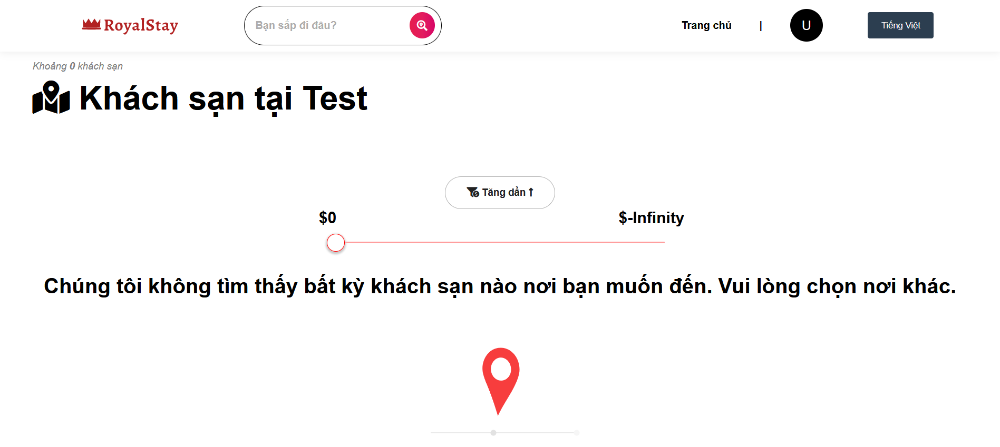 RoyalStay
Bạn sắp đi đâu?
Trang chủ
|
U
Tiếng Việt
Khoảng 0 khách sạn
Khách sạn tại Test
Tăng dần
$0
$-Infinity
Chúng tôi không tìm thấy bất kỳ khách sạn nào nơi bạn muốn đến. Vui lòng chọn nơi khác.